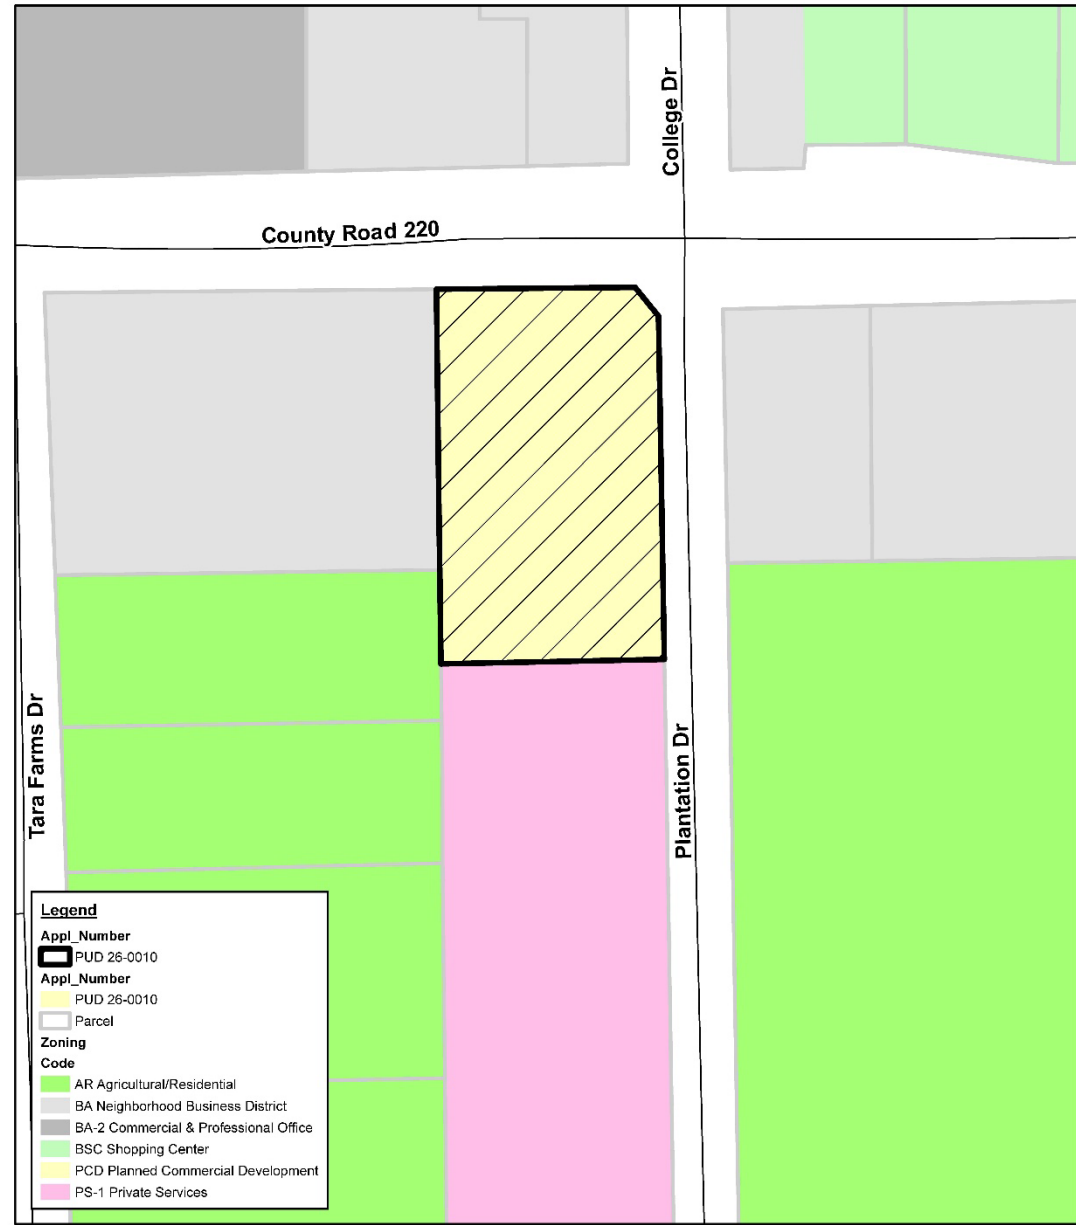 College Dr
County Road 220
Tara Farms Dr
Plantation Dr
Legend
Appl_Number
PUD 26-0010
Appl_Number
PUD 26-0010
Parcel
Zoning
Code
AR Agricultural/Residential
BA Neighborhood Business District
BA-2 Commercial & Professional Office
BSC Shopping Center
PCD Planned Commercial Development
PS-1 Private Services